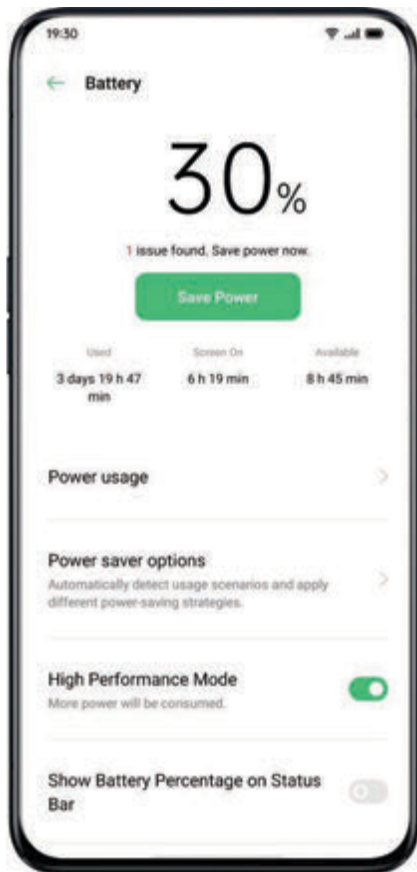 19:30
Battery
30%
1 issue found. Save power now.
Save Power
Used Screen On Available
3 days 19 h 47 6 h 19 min 8 h 45 min
min
Power usage
Power saver options
Automatically detect usage scenarios and apply
different power-saving strategies.
High Performance Mode
More power will be consumed.
Show Battery Percentage on Status
Bar